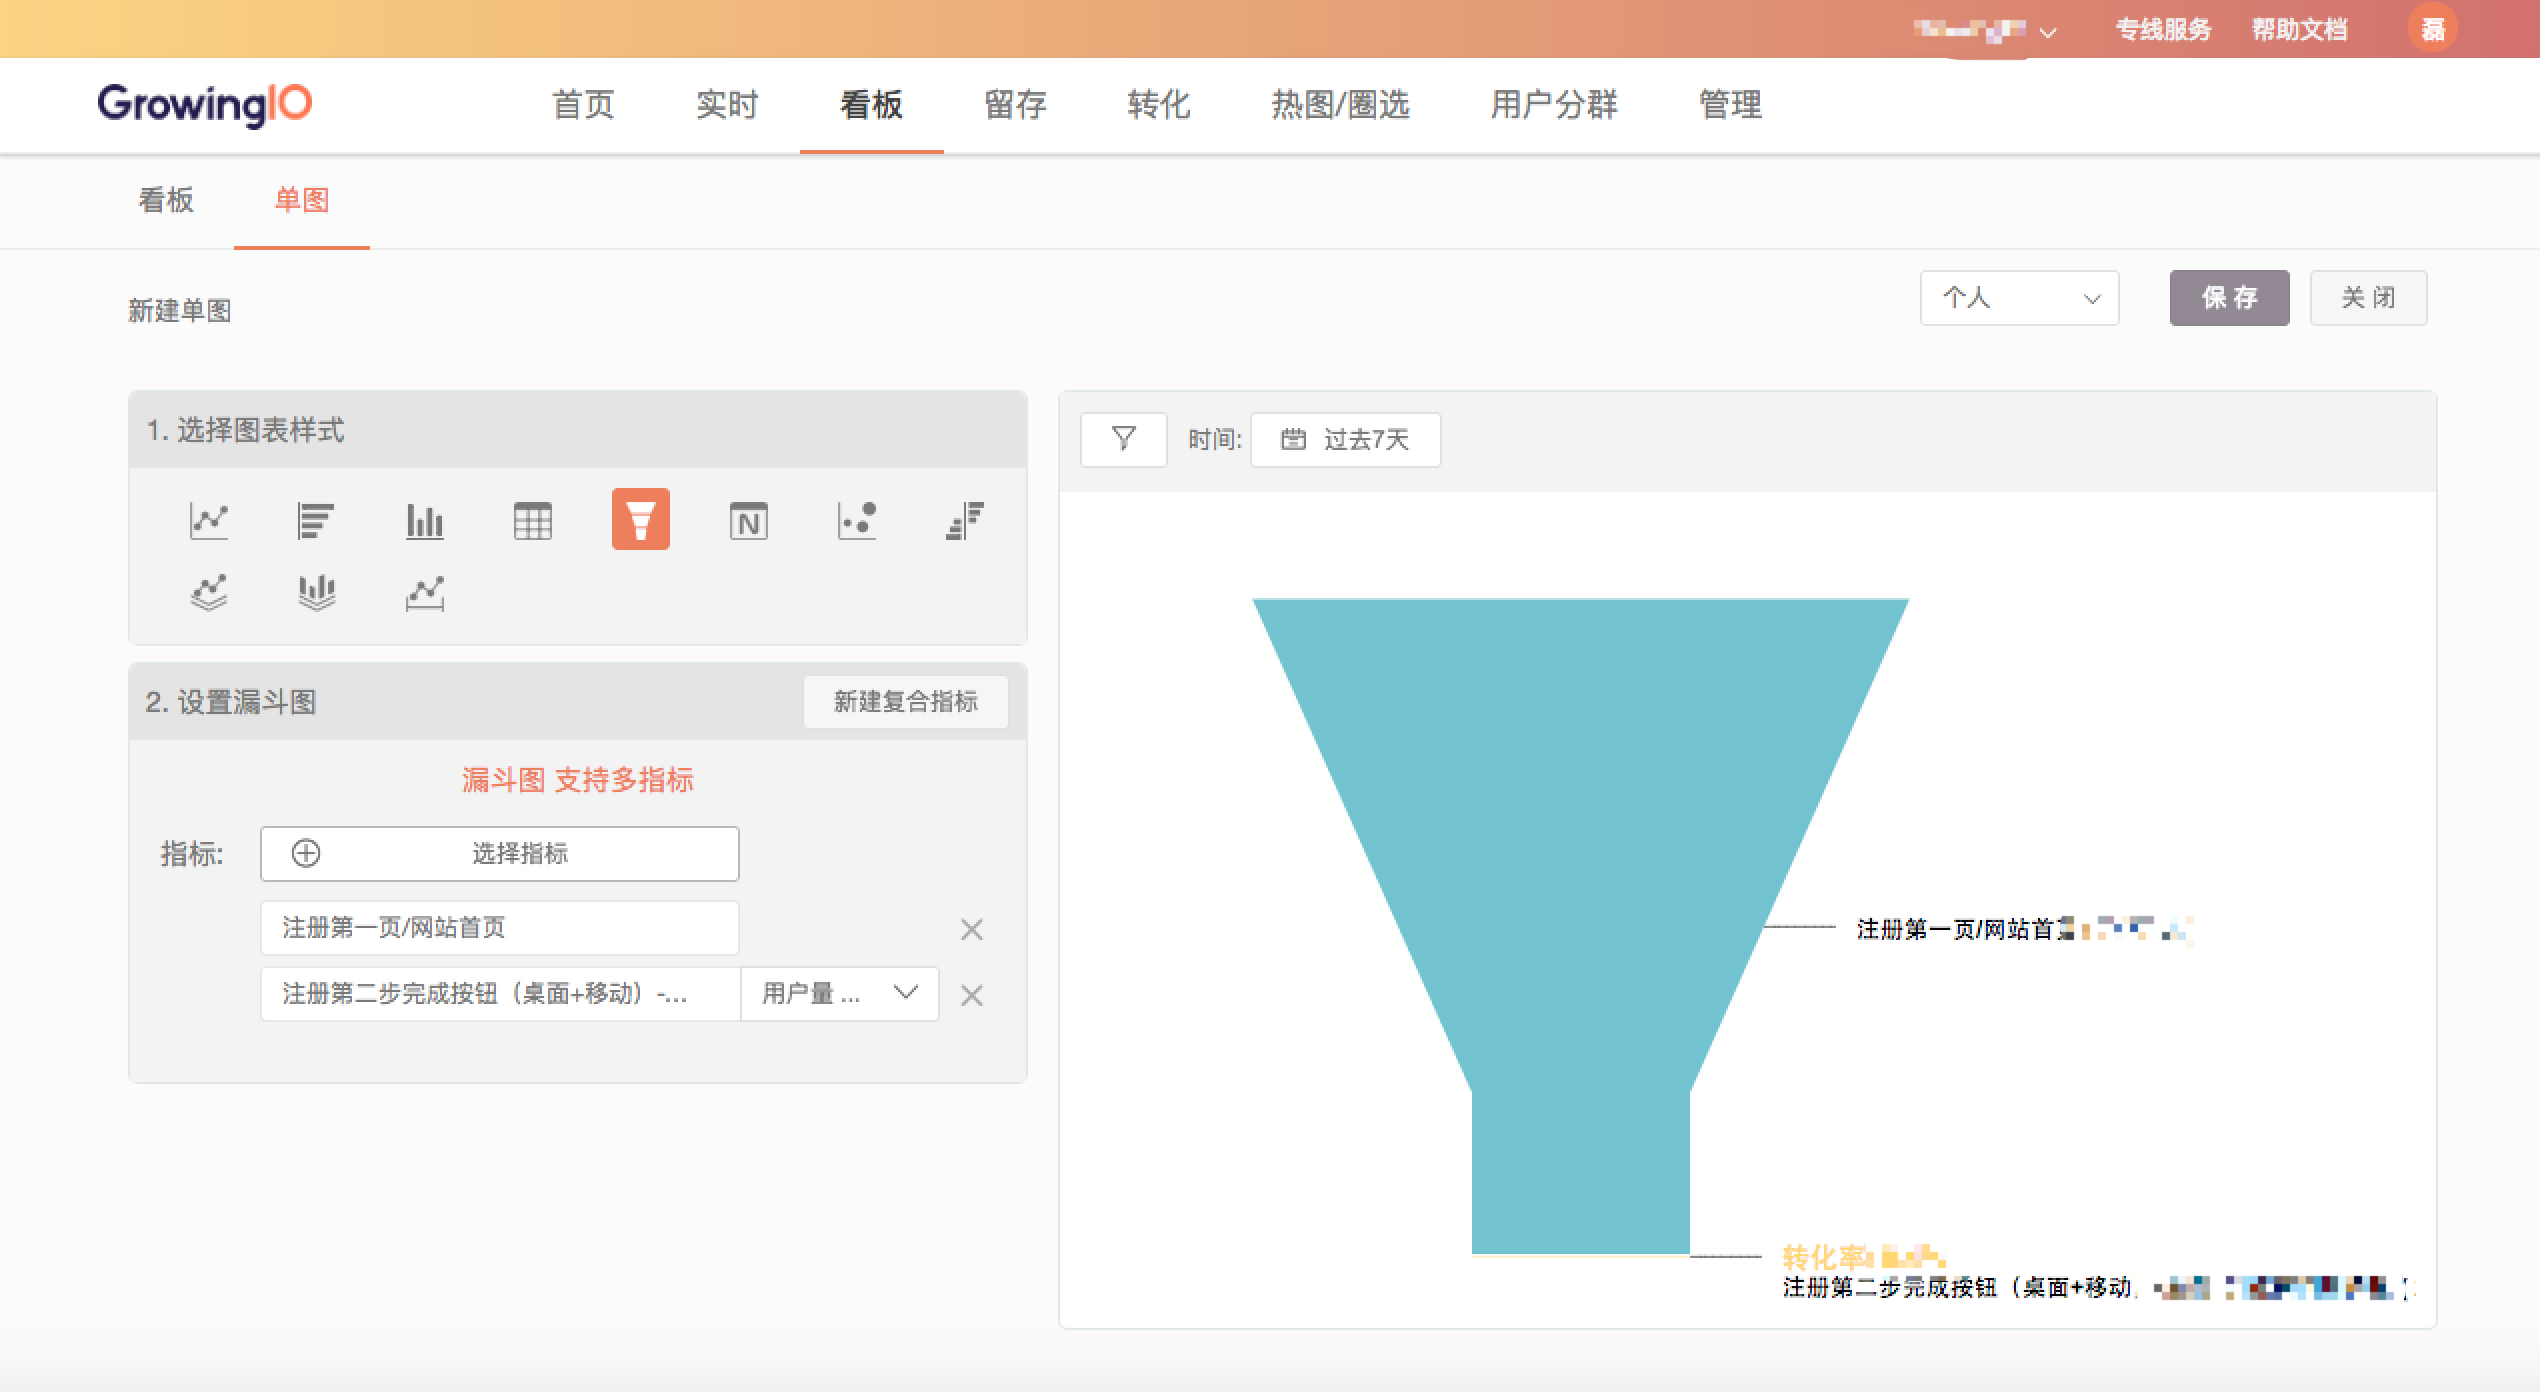 专线服务 帮助文档 磊
GrowingIO 首页 实时 看板 留存 转化 热图/圈选 用户分群 管理
看板 单图
新建单图 个人 保 存 关 闭
1. 选择图表样式
时间: 过去7天
N
2. 设置漏斗图 新建复合指标
漏斗图 支持多指标
指标: 选择指标
注册第一页/网站首页
注册第二步完成按钮（桌面+移动）-... 用户量 ...
注册第一页/网站首
转化率
注册第二步完成按钮（桌面+移动